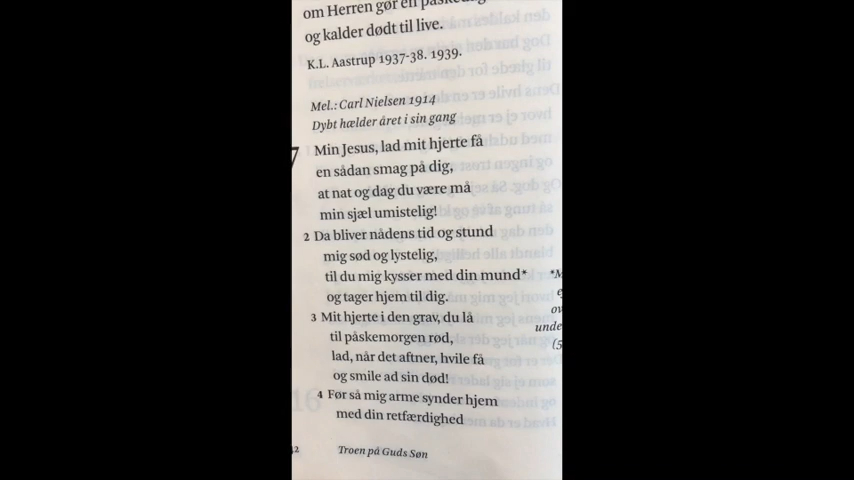 om Herren gør en
og kalder dødt til live.
K.L. Aastrup 1937-38. 1939.
Mel.: Carl Nielsen 1914
Dybt hælder året i sin gang
7 Min Jesus, lad mit hjerte få
en sådan smag på dig,
at nat og dag du være må
min sjæl umistelig!
2 Da bliver nådens tid og stund
mig sød og lystelig,
til du mig kysser med din mund*
og tager hjem til dig.
3 Mit hjerte i den grav, du lå
til påskemorgen rød,
lad, når det aftner, hvile få
og smile ad sin død!
4 Før så mig arme synder hjem
med din retfærdighed
Troen på Guds Søn